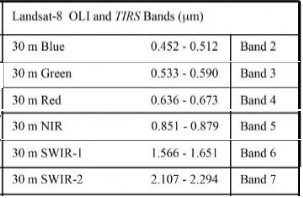 Landsat-8 OLI and TIRS Bands (µm)
30 m Blue 0.452 - 0.512 Band 2
30 m Green 0.533 - 0.590 Band 3
30 m Red 0.636 - 0.673 Band 4
30 m NIR 0.851 - 0.879 Band 5
30 m SWIR-1 1.566 - 1.651 Band 6
30 m SWIR-2 2.107 - 2.294 Band 7